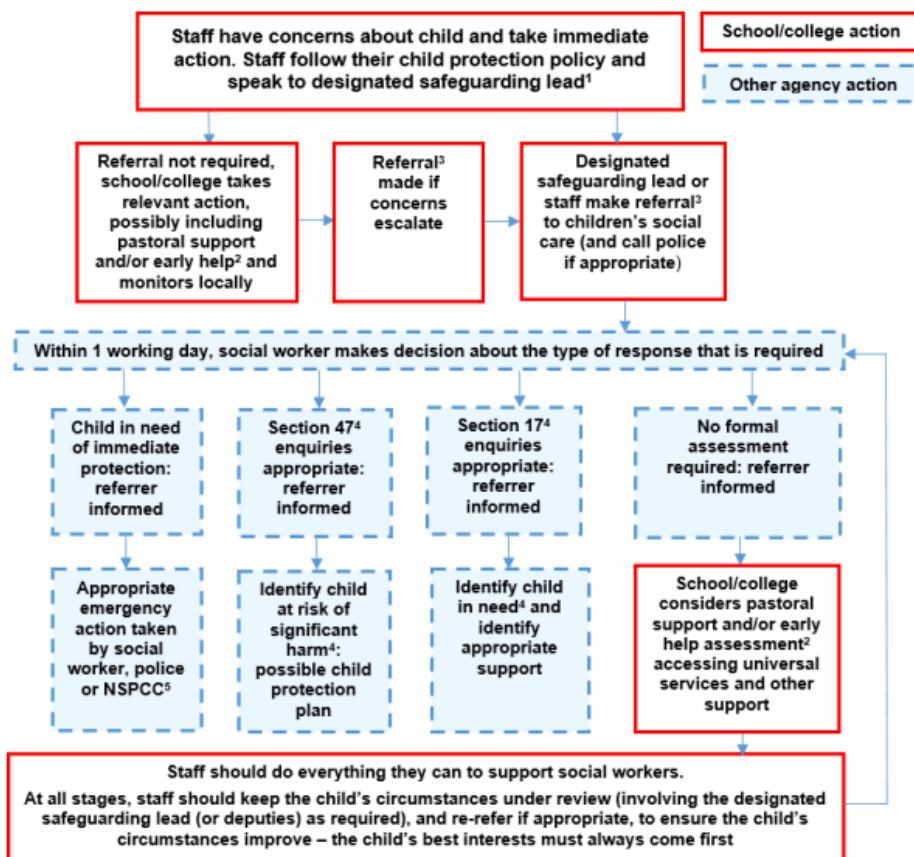 Staff have concerns about child and take immediate
action. Staff follow their child protection policy and
speak to designated safeguarding lead¹
School/college action
Other agency action
Referral not required,
school/college takes
relevant action,
possibly including
pastoral support
and/or early help² and
monitors locally
Referral³
made if
concerns
escalate
Designated
safeguarding lead or
staff make referral³
to children's social
care (and call police
if appropriate)
Within 1 working day, social worker makes decision about the type of response that is required
Child in need
of immediate
protection:
referrer
informed
Section 47⁴
enquiries
appropriate:
referrer
informed
Section 17⁴
enquiries
appropriate:
referrer
informed
No formal
assessment
required: referrer
informed
Appropriate
emergency
action taken
by social
worker, police
or NSPCC⁵
Identify child
at risk of
significant
harm⁴:
possible child
protection
plan
Identify child
in need⁴ and
identify
appropriate
support
School/college
considers pastoral
support and/or early
help assessment²
accessing universal
services and other
support
Staff should do everything they can to support social workers.
At all stages, staff should keep the child's circumstances under review (involving the designated
safeguarding lead (or deputies) as required), and re-refer if appropriate, to ensure the child's
circumstances improve – the child's best interests must always come first